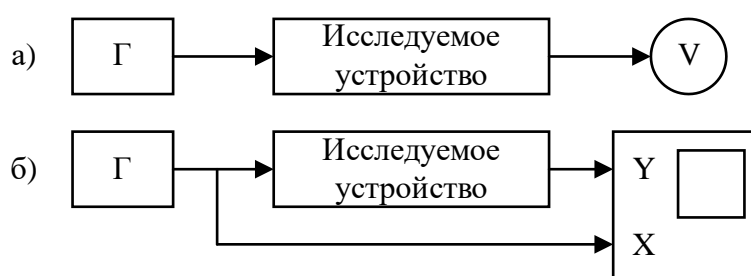 а) Г Исследуемое устройство V
б) Г Исследуемое устройство Y
X